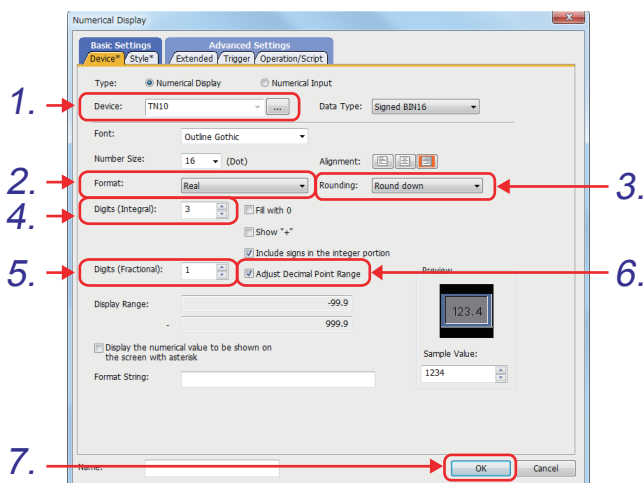 Numerical Display
Basic Settings Advanced Settings
Device* Style* Extended Trigger Operation/Script
Type: Numerical Display Numerical Input
1. Device: TN10 ... Data Type: Signed BIN16
Font: Outline Gothic
Number Size: 16 (Dot) Alignment:
2. Format: Real Rounding: Round down 3.
4. Digits (Integral): 3 Fill with 0
Show "+"
Include signs in the integer portion
5. Digits (Fractional): 1 Adjust Decimal Point Range 6.
Preview
Display Range: -99.9
123.4
- 999.9
Display the numerical value to be shown on
the screen with asterisk
Sample Value:
Format String: 1234
7. Name: OK Cancel